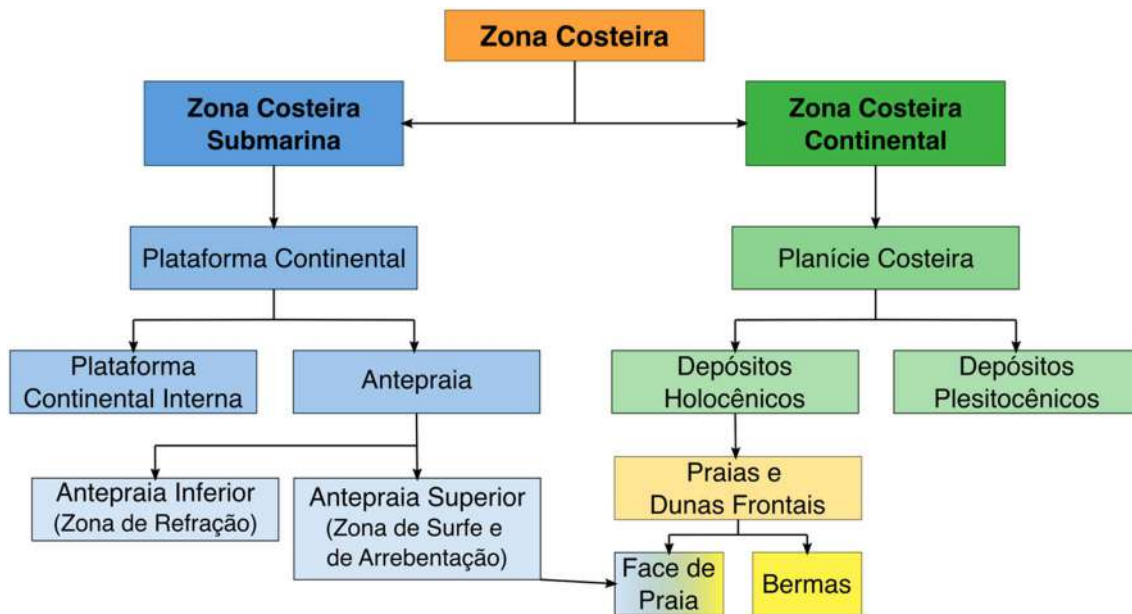 Zona Costeira
Zona Costeira
Submarina
Zona Costeira
Continental
Plataforma Continental
Planície Costeira
Plataforma
Continental Interna
Antepraia
Depósitos
Holocênicos
Depósitos
Plesitocênicos
Antepraia Inferior
(Zona de Refração)
Antepraia Superior
(Zona de Surfe e
de Arrebentação)
Praias e
Dunas Frontais
Face de
Praia
Bermas